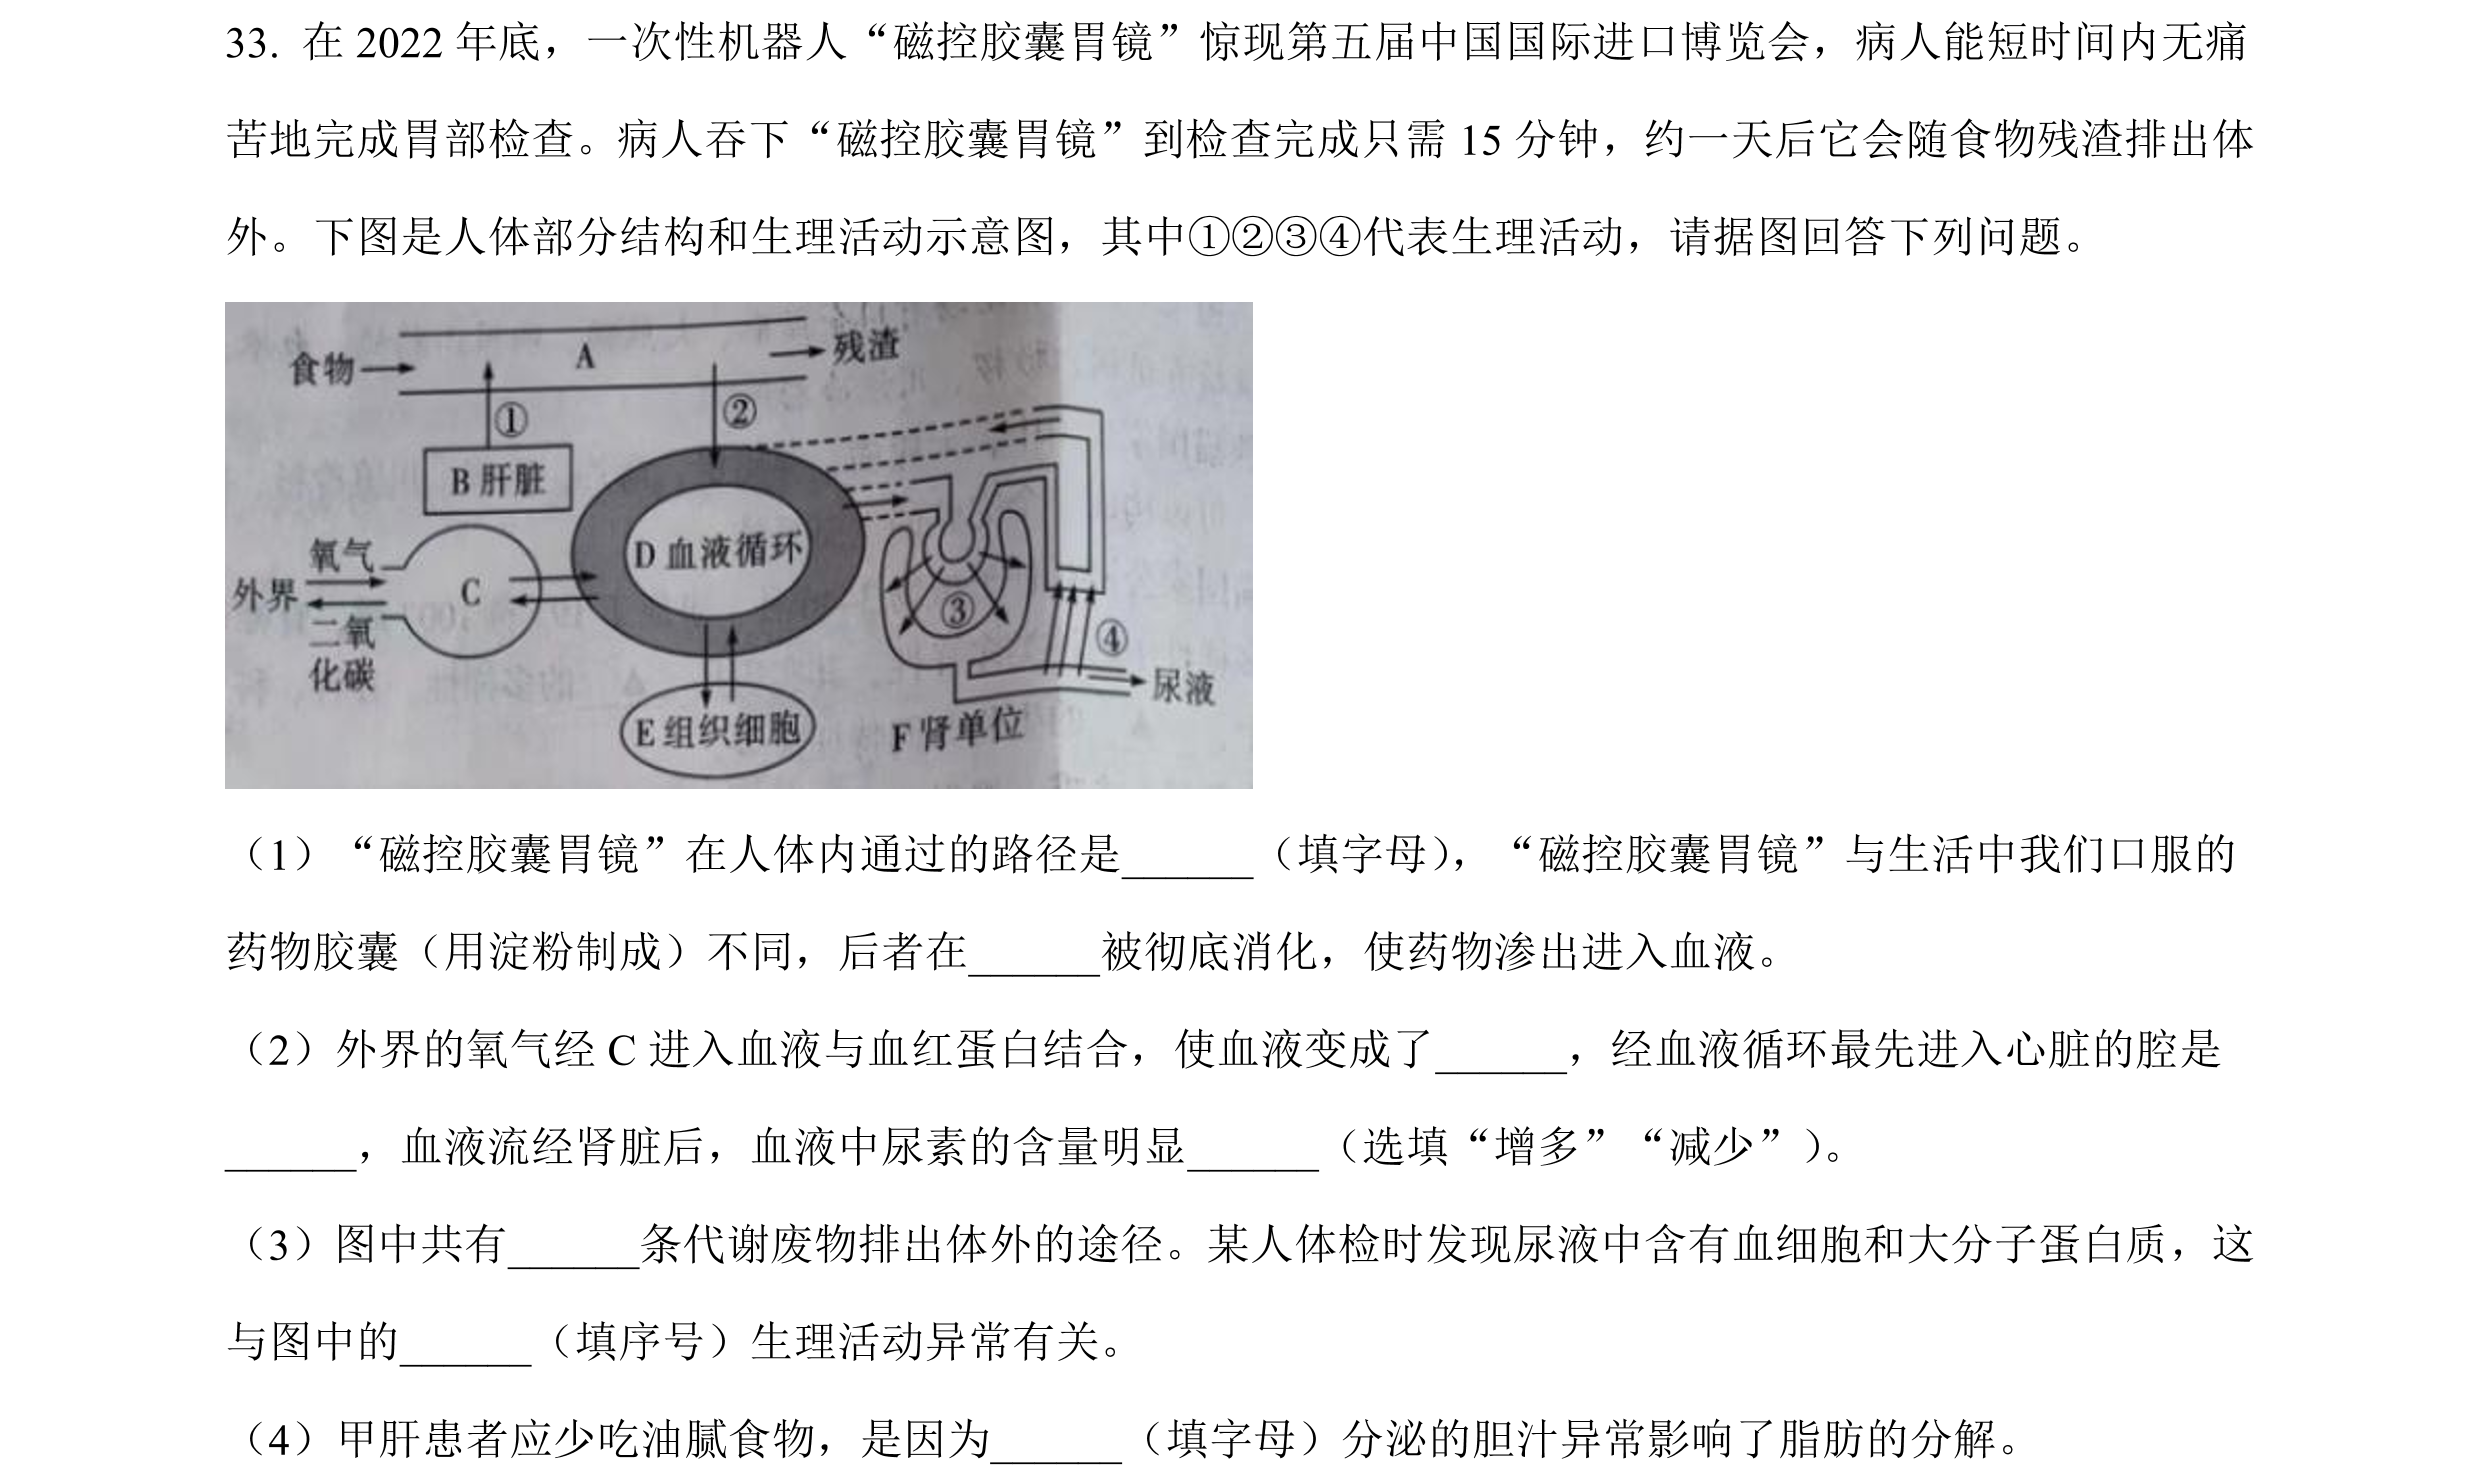 33. 在 2022 年底，一次性机器人“磁控胶囊胃镜”惊现第五届中国国际进口博览会，病人能短时间内无痛
苦地完成胃部检查。病人吞下“磁控胶囊胃镜”到检查完成只需 15 分钟，约一天后它会随食物残渣排出体
外。下图是人体部分结构和生理活动示意图，其中①②③④代表生理活动，请据图回答下列问题。
食物
A
残渣
①
②
B 肝脏
氧气
外界
二氧
化碳
C
D 血液循环
③
④
尿液
E 组织细胞
F 肾单位
（1）“磁控胶囊胃镜”在人体内通过的路径是______（填字母），“磁控胶囊胃镜”与生活中我们口服的
药物胶囊（用淀粉制成）不同，后者在______被彻底消化，使药物渗出进入血液。
（2）外界的氧气经 C 进入血液与血红蛋白结合，使血液变成了______，经血液循环最先进入心脏的腔是
______，血液流经肾脏后，血液中尿素的含量明显______（选填“增多”“减少”）。
（3）图中共有______条代谢废物排出体外的途径。某人体检时发现尿液中含有血细胞和大分子蛋白质，这
与图中的______（填序号）生理活动异常有关。
（4）甲肝患者应少吃油腻食物，是因为______（填字母）分泌的胆汁异常影响了脂肪的分解。